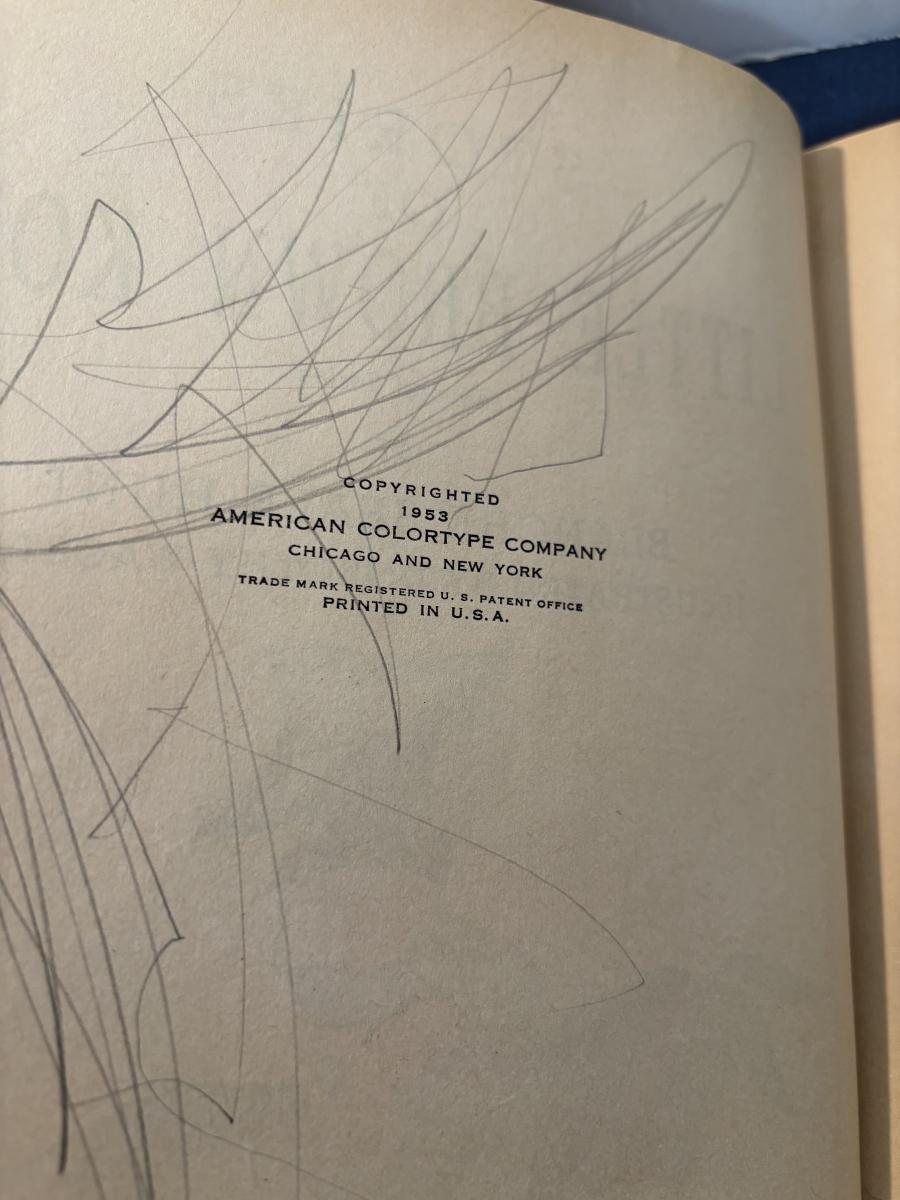 COPYRIGHTED
1953
AMERICAN COLORTYPE COMPANY
CHICAGO AND NEW YORK
TRADE MARK REGISTERED U. S. PATENT OFFICE
PRINTED IN U.S.A.